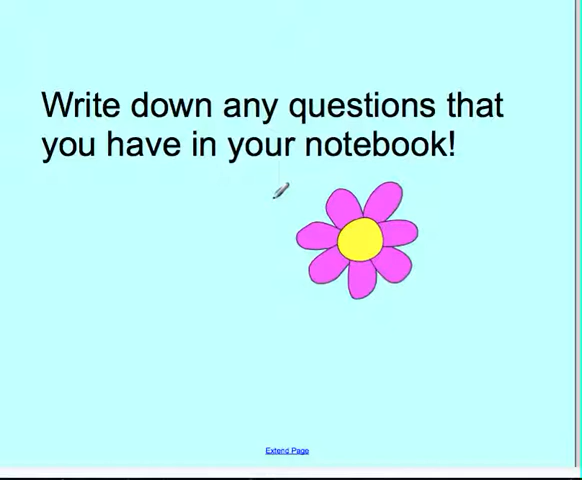 Write down any questions that
you have in your notebook!
Extend Page